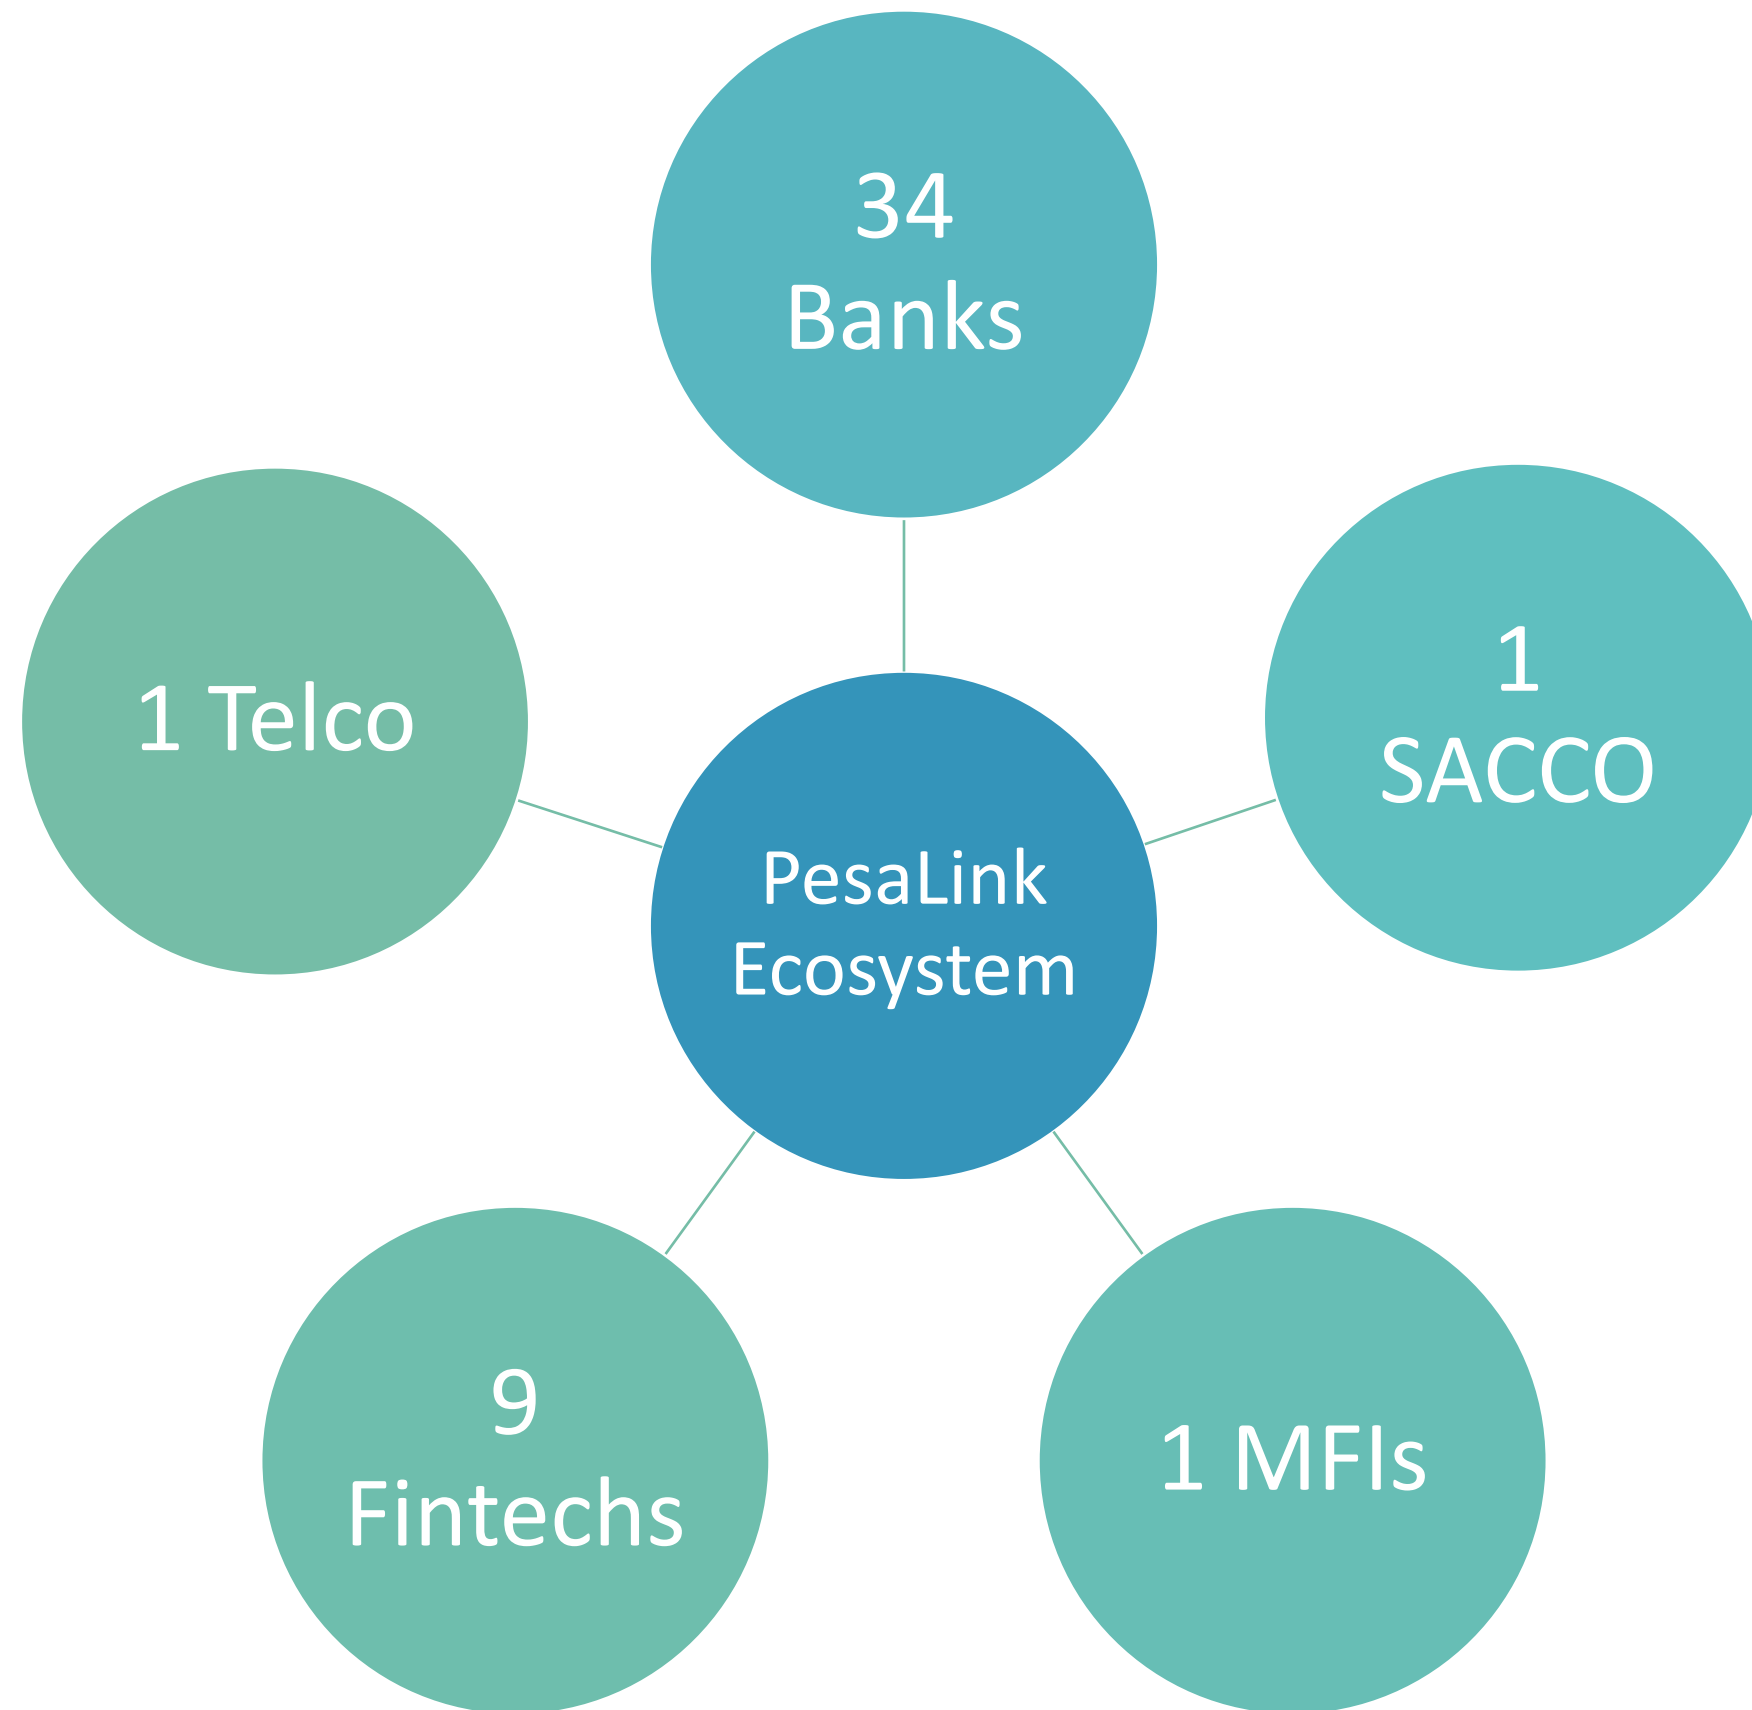 34
Banks
1
SACCO
1 Telco
PesaLink
Ecosystem
9
Fintechs
1 MFIs